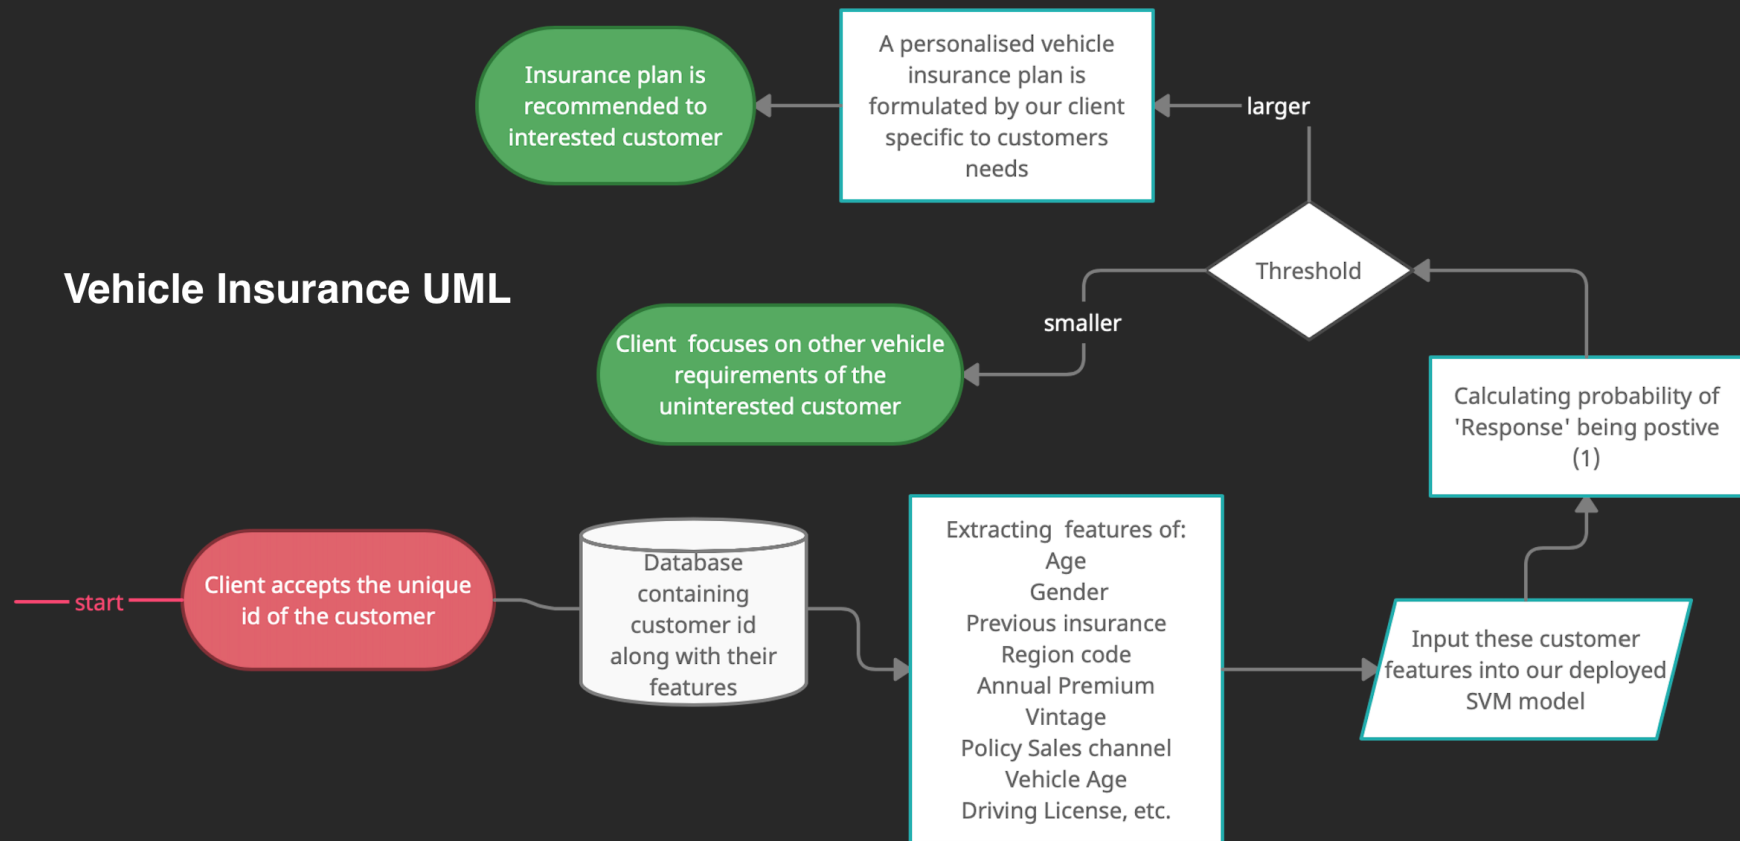 Insurance plan is
recommended to
interested customer
A personalised vehicle
insurance plan is
formulated by our client
specific to customers
needs
larger
Threshold
Vehicle Insurance UML
smaller
Client  focuses on other vehicle
requirements of the
uninterested customer
Calculating probability of
'Response' being postive
(1)
start
Client accepts the unique
id of the customer
Database
containing
customer id
along with their
features
Extracting  features of:
Age
Gender
Previous insurance
Region code
Annual Premium
Vintage
Policy Sales channel
Vehicle Age
Driving License, etc.
Input these customer
features into our deployed
SVM model